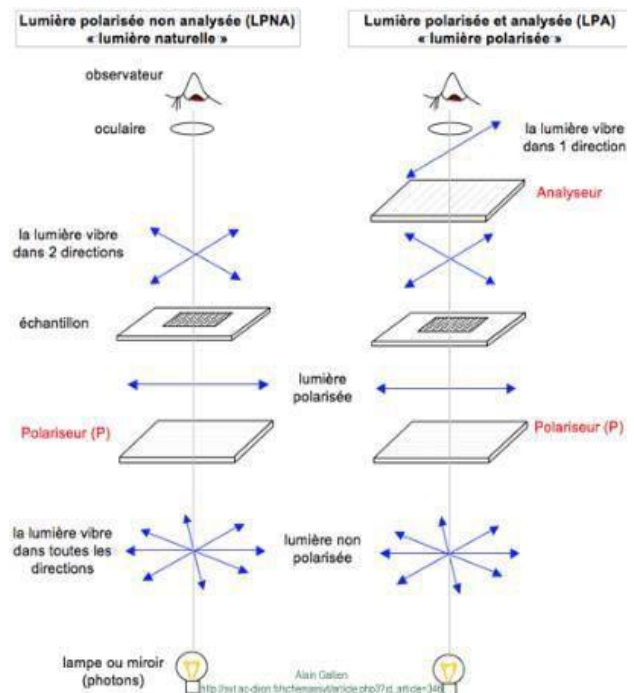 Lumière polarisée non analysée (LPNA)
« lumière naturelle »
Lumière polarisée et analysée (LPA)
« lumière polarisée »
observateur
oculaire
la lumière vibre
dans 1 direction
Analyseur
la lumière vibre
dans 2 directions
échantillon
lumière
polarisée
Polariseur (P)
Polariseur (P)
la lumière vibre
dans toutes les
directions
lumière non
polarisée
lampe ou miroir
(photons)
Alain Gallien